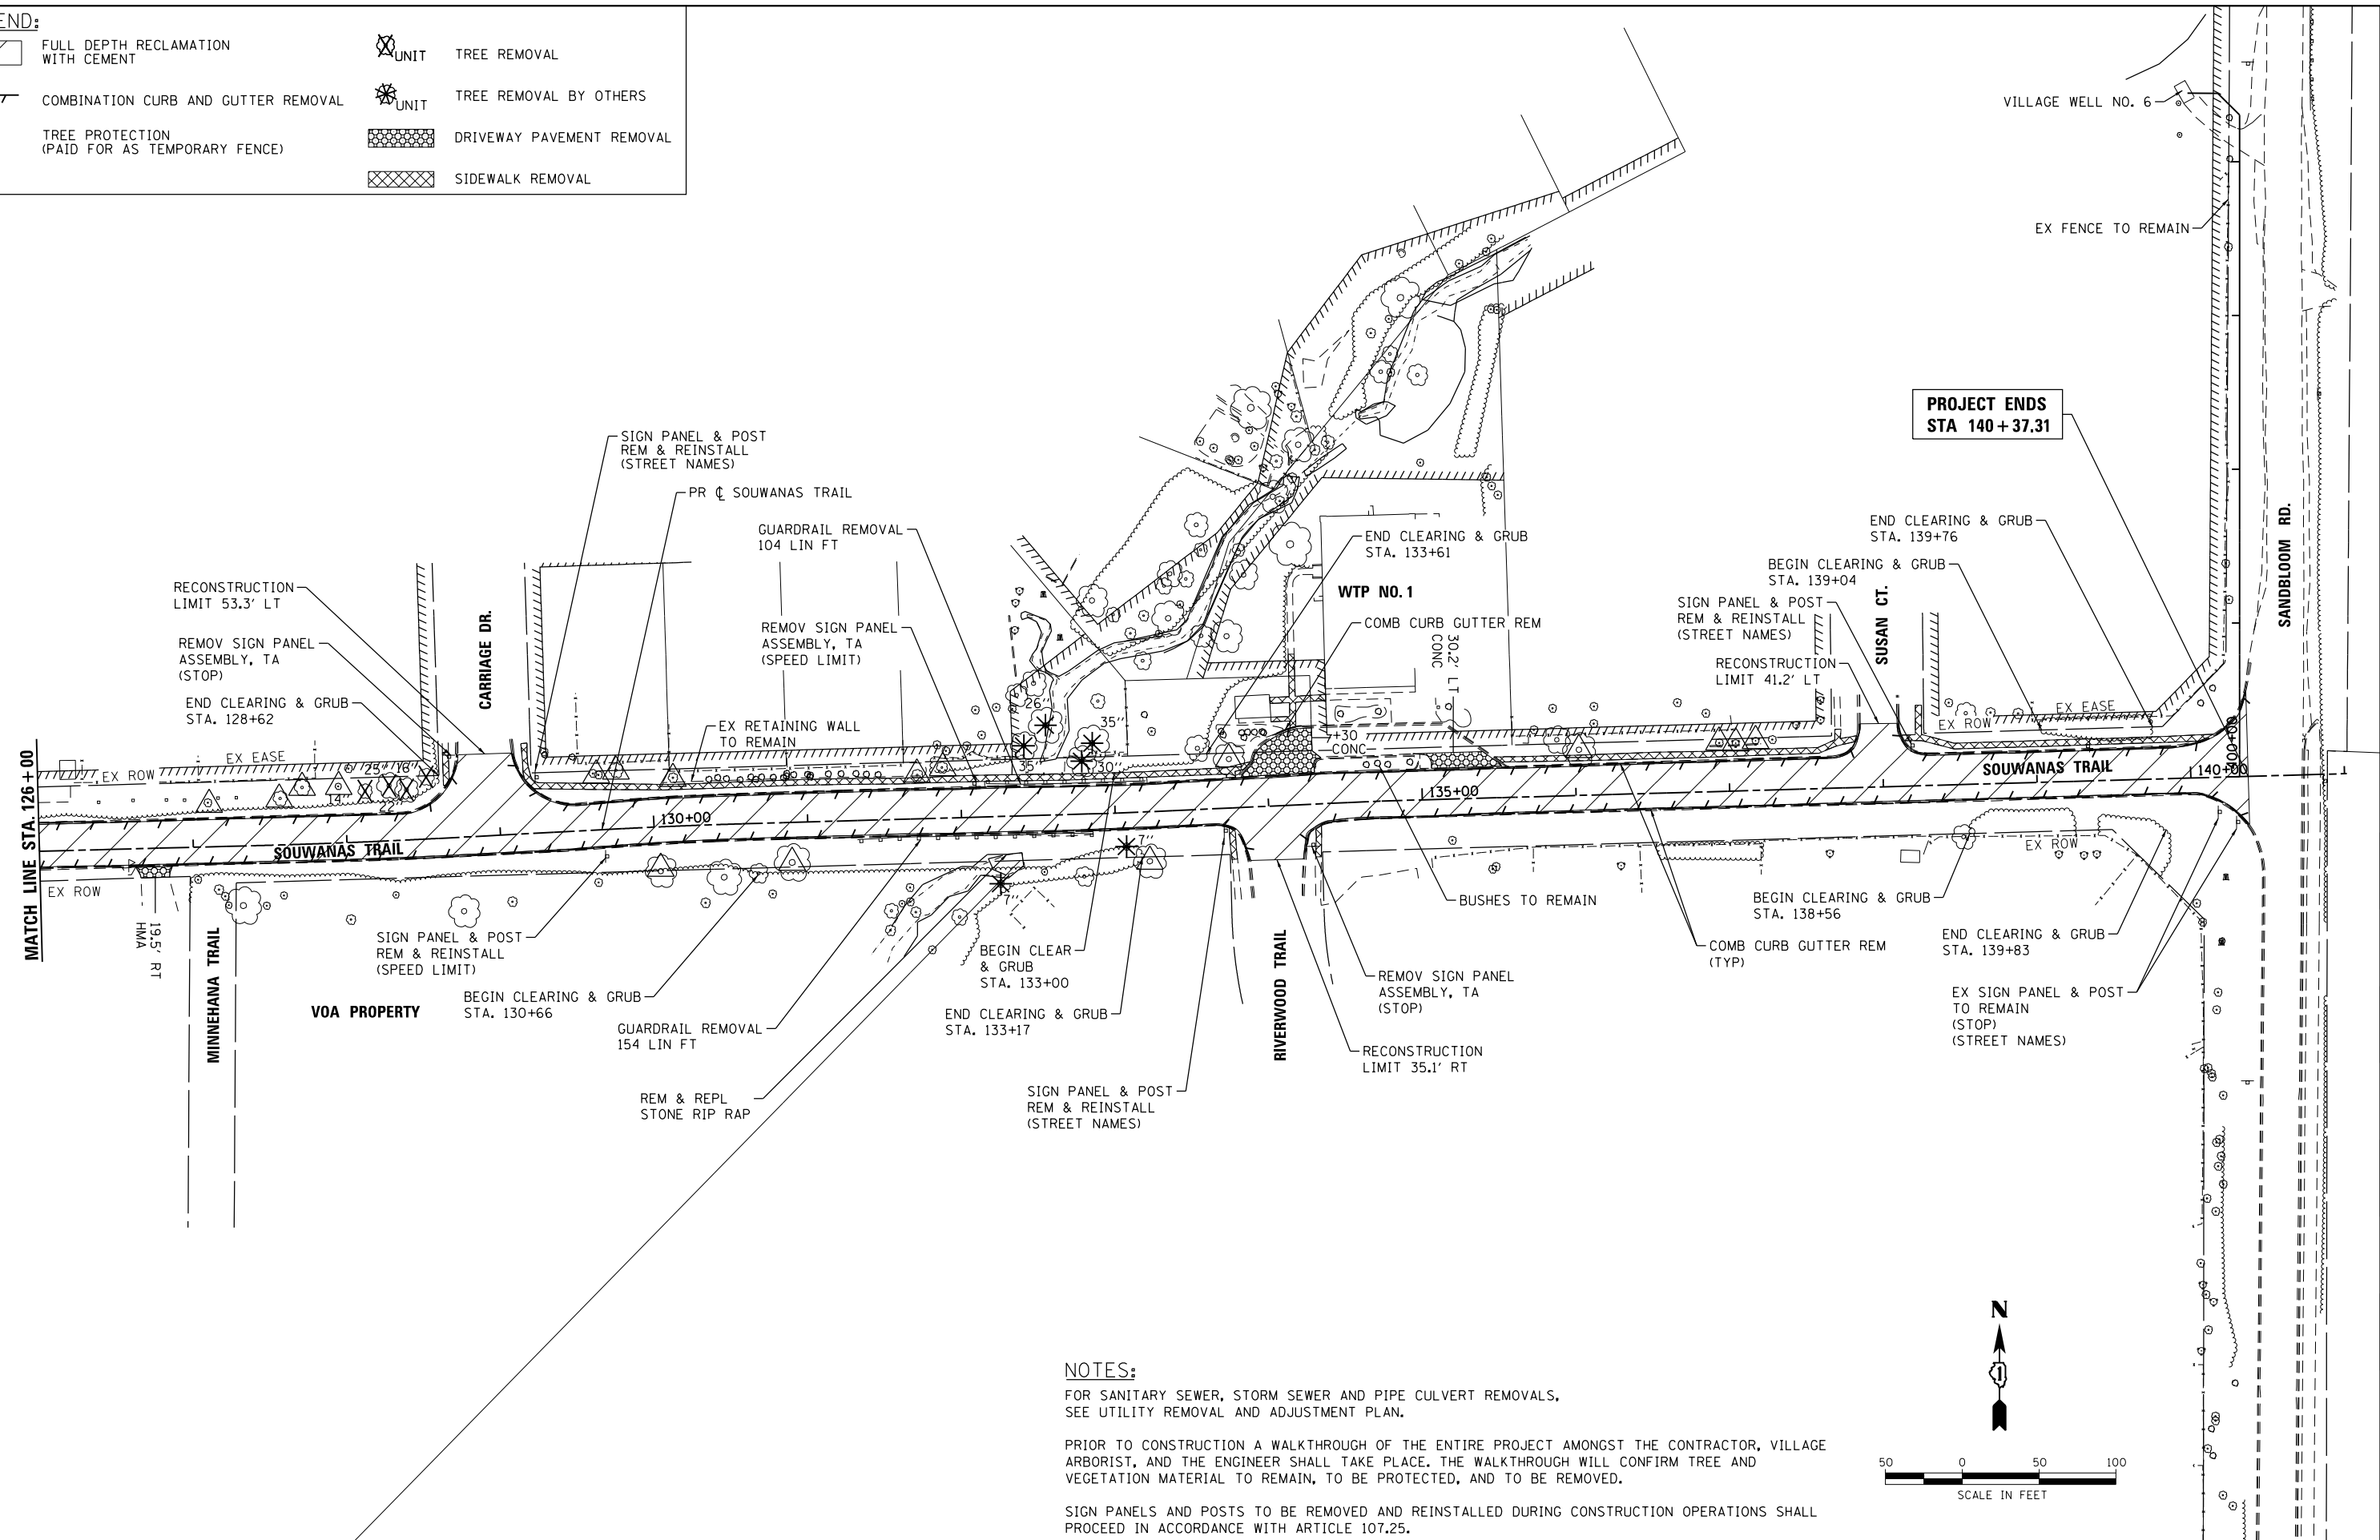 END:
FULL DEPTH RECLAMATION
WITH CEMENT
COMBINATION CURB AND GUTTER REMOVAL
TREE PROTECTION
(PAID FOR AS TEMPORARY FENCE)
UNIT TREE REMOVAL
UNIT TREE REMOVAL BY OTHERS
DRIVEWAY PAVEMENT REMOVAL
SIDEWALK REMOVAL
VILLAGE WELL NO. 6
EX FENCE TO REMAIN
PROJECT ENDS
STA 140+37.31
SANDBLOOM RD.
SIGN PANEL & POST
REM & REINSTALL
(STREET NAMES)
PR ℄ SOUWANAS TRAIL
GUARDRAIL REMOVAL
104 LIN FT
END CLEARING & GRUB
STA. 133+61
WTP NO. 1
COMB CURB GUTTER REM
30.2' LT
CONC
END CLEARING & GRUB
STA. 139+76
BEGIN CLEARING & GRUB
STA. 139+04
SIGN PANEL & POST
REM & REINSTALL
(STREET NAMES)
RECONSTRUCTION
LIMIT 41.2' LT
SUSAN CT.
RECONSTRUCTION
LIMIT 53.3' LT
REMOV SIGN PANEL
ASSEMBLY, TA
(STOP)
END CLEARING & GRUB
STA. 128+62
CARRIAGE DR.
REMOV SIGN PANEL
ASSEMBLY, TA
(SPEED LIMIT)
EX RETAINING WALL
TO REMAIN
26"
35"
35"
30"
+30
CONC
EX ROW
EX EASE
EX ROW
EX EASE
25"
16"
14"
22"
MATCH LINE STA. 126+00
SOUWANAS TRAIL
130+00
135+00
SOUWANAS TRAIL
140+00
EX ROW
19.5' RT
HMA
MINNEHANA TRAIL
VOA PROPERTY
SIGN PANEL & POST
REM & REINSTALL
(SPEED LIMIT)
BEGIN CLEARING & GRUB
STA. 130+66
GUARDRAIL REMOVAL
154 LIN FT
REM & REPL
STONE RIP RAP
7"
7"
BEGIN CLEAR
& GRUB
STA. 133+00
END CLEARING & GRUB
STA. 133+17
SIGN PANEL & POST
REM & REINSTALL
(STREET NAMES)
RIVERWOOD TRAIL
RECONSTRUCTION
LIMIT 35.1' RT
REMOV SIGN PANEL
ASSEMBLY, TA
(STOP)
BUSHES TO REMAIN
COMB CURB GUTTER REM
(TYP)
BEGIN CLEARING & GRUB
STA. 138+56
EX ROW
END CLEARING & GRUB
STA. 139+83
EX SIGN PANEL & POST
TO REMAIN
(STOP)
(STREET NAMES)
NOTES:
FOR SANITARY SEWER, STORM SEWER AND PIPE CULVERT REMOVALS,
SEE UTILITY REMOVAL AND ADJUSTMENT PLAN.
PRIOR TO CONSTRUCTION A WALKTHROUGH OF THE ENTIRE PROJECT AMONGST THE CONTRACTOR, VILLAGE
ARBORIST, AND THE ENGINEER SHALL TAKE PLACE. THE WALKTHROUGH WILL CONFIRM TREE AND
VEGETATION MATERIAL TO REMAIN, TO BE PROTECTED, AND TO BE REMOVED.
SIGN PANELS AND POSTS TO BE REMOVED AND REINSTALLED DURING CONSTRUCTION OPERATIONS SHALL
PROCEED IN ACCORDANCE WITH ARTICLE 107.25.
N
1
50 0 50 100
SCALE IN FEET